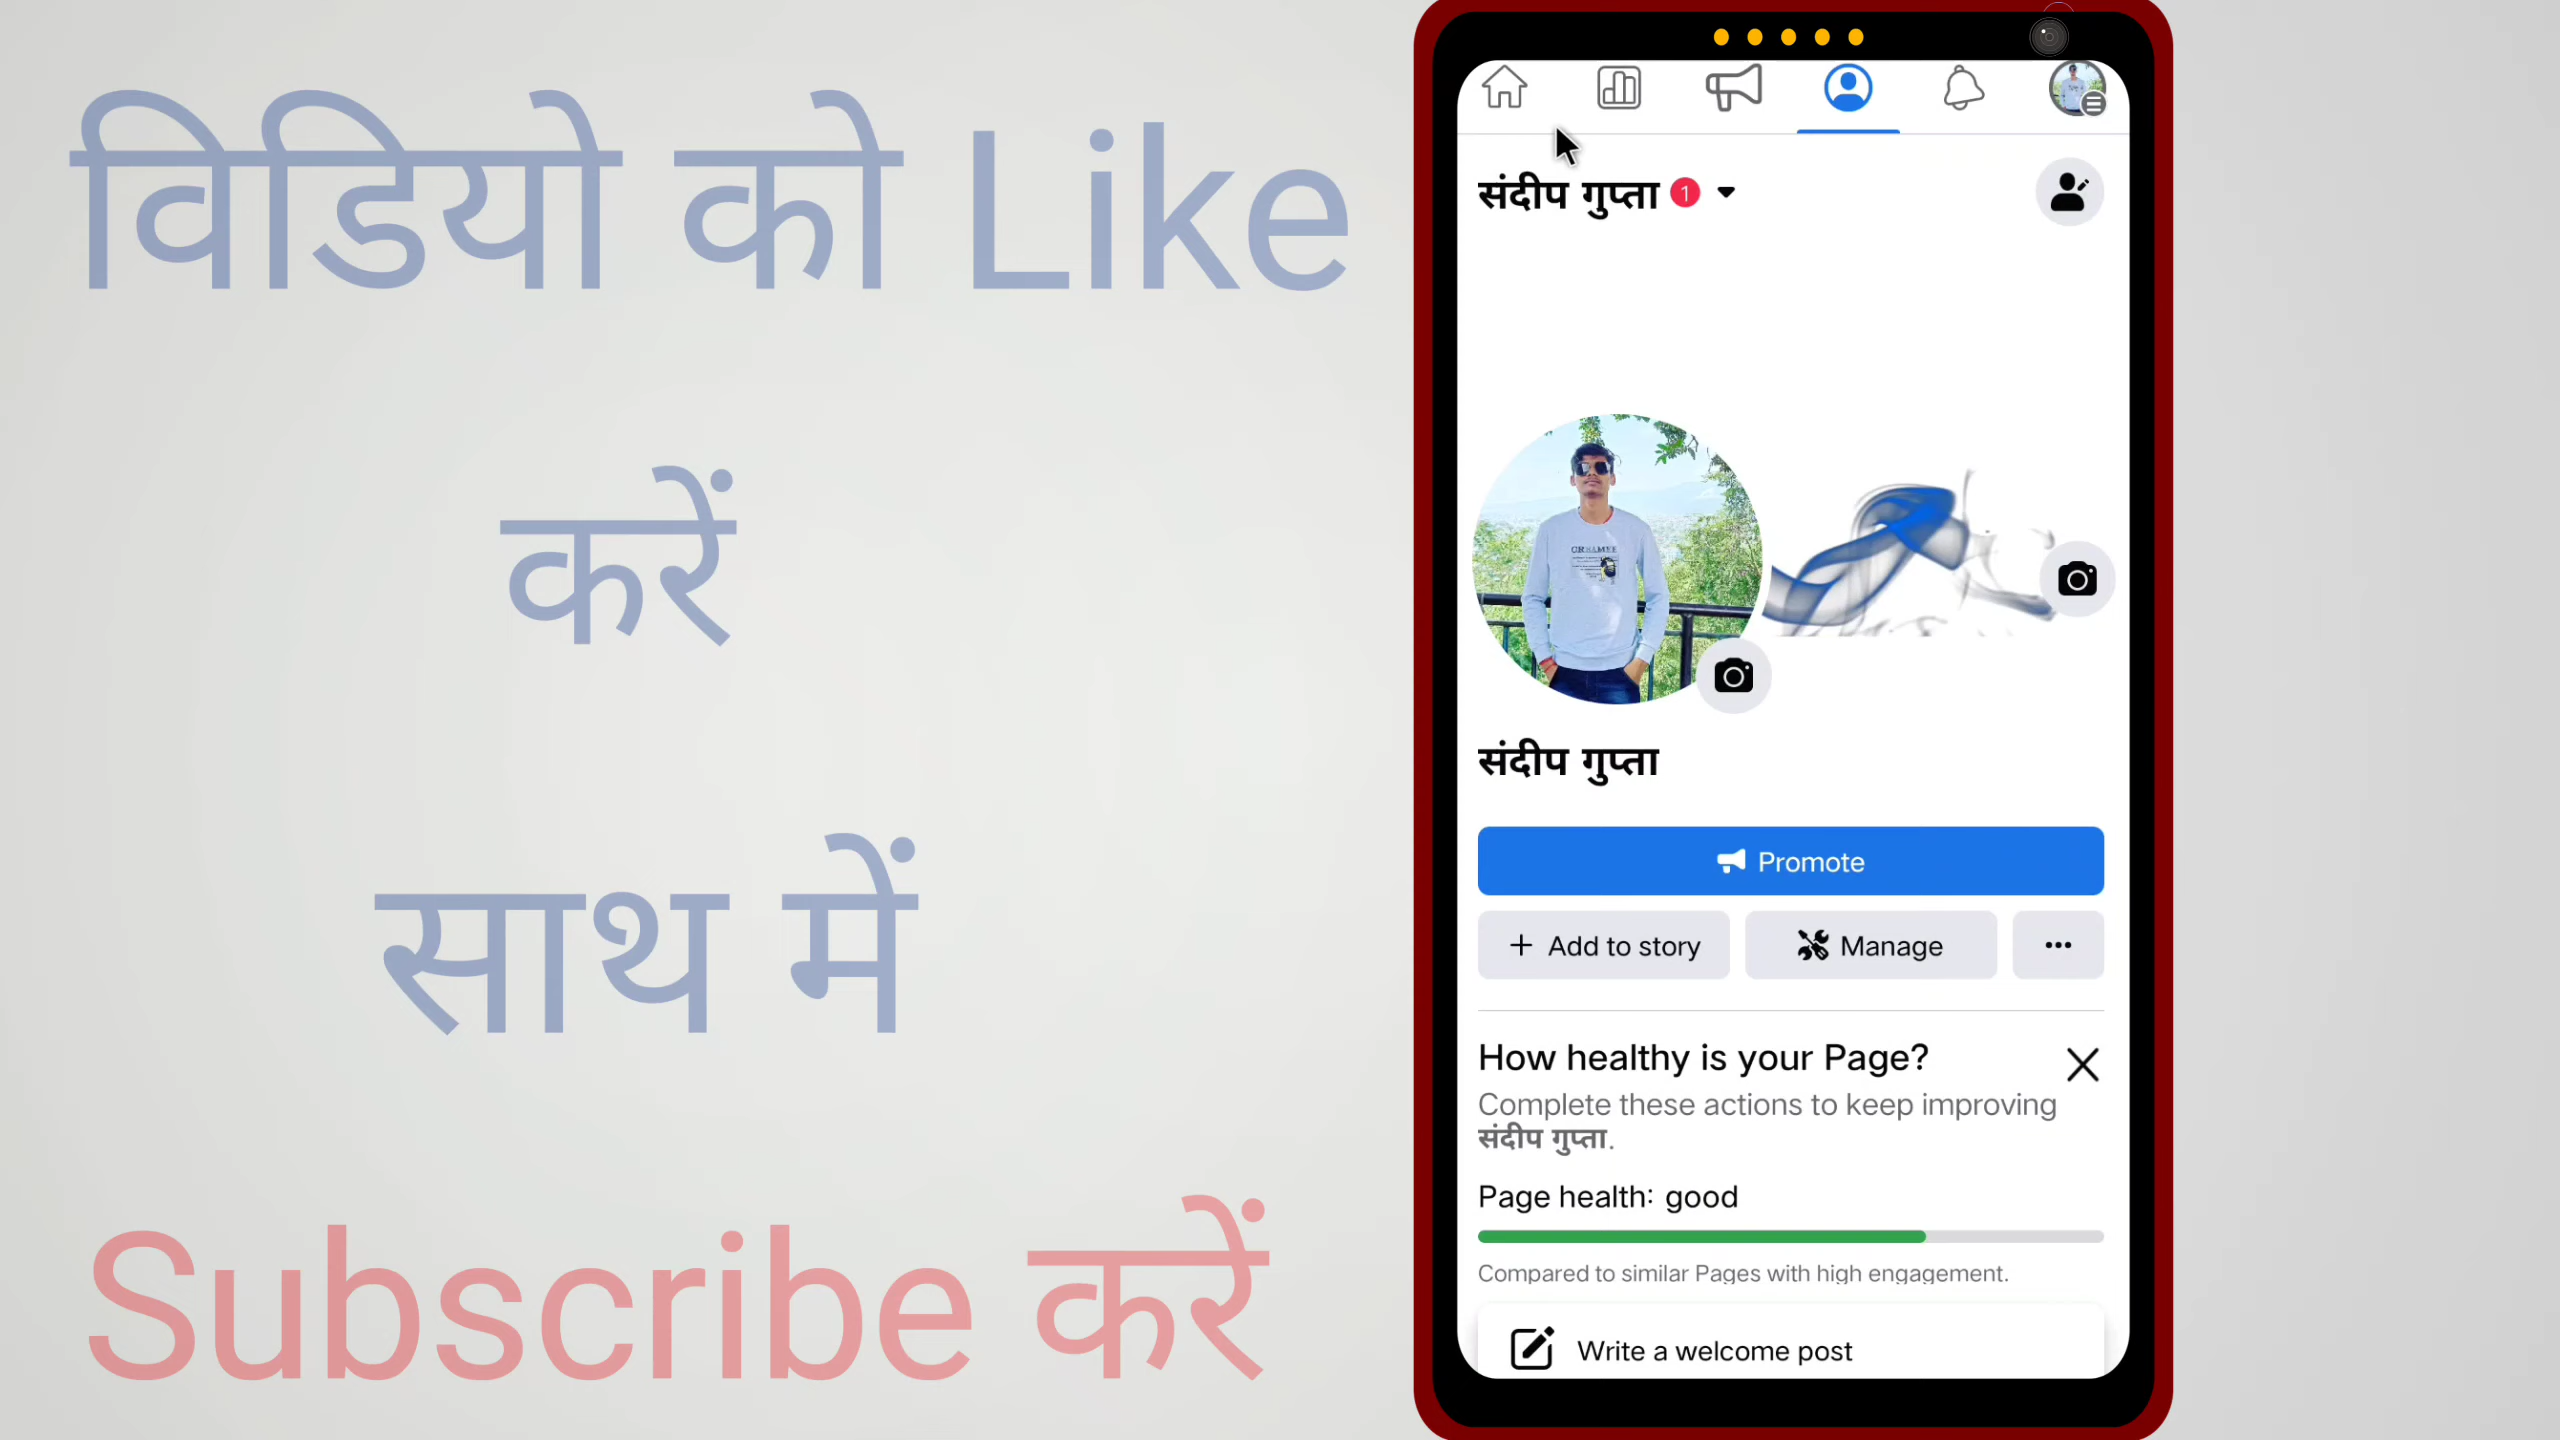 विडियो को Like
करें
साथ में
Subscribe करें
संदीप गुप्ता 1
संदीप गुप्ता
Promote
+ Add to story
Manage
How healthy is your Page?
Complete these actions to keep improving
संदीप गुप्ता.
Page health: good
Compared to similar Pages with high engagement.
Write a welcome post